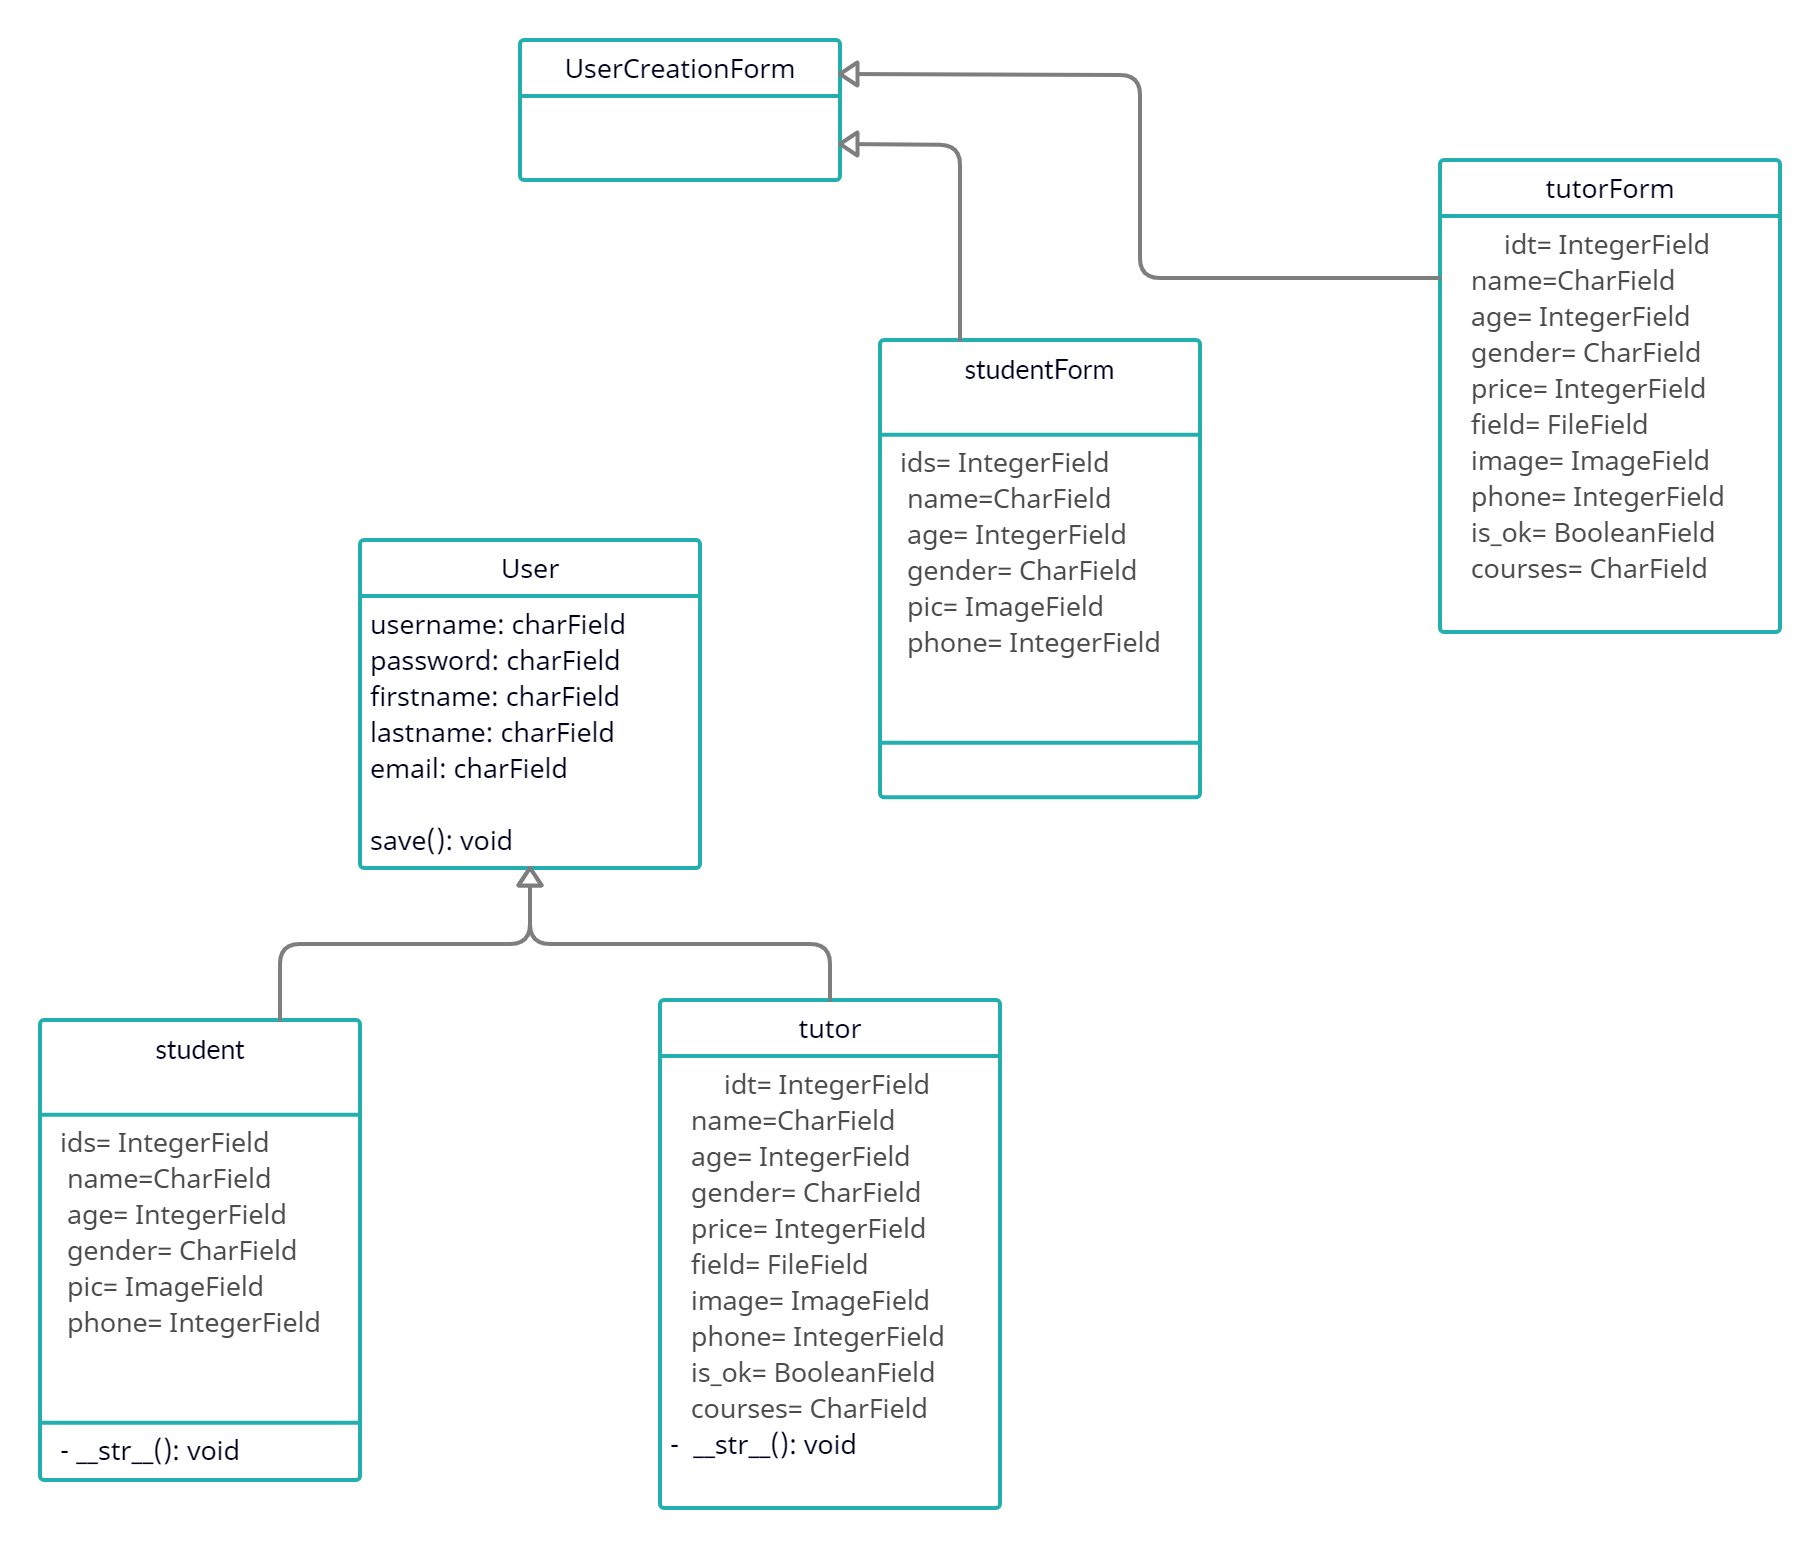 UserCreationForm
tutorForm
idt= IntegerField
name=CharField
age= IntegerField
gender= CharField
price= IntegerField
field= FileField
image= ImageField
phone= IntegerField
is_ok= BooleanField
courses= CharField
studentForm
ids= IntegerField
name=CharField
age= IntegerField
gender= CharField
pic= ImageField
phone= IntegerField
User
username: charField
password: charField
firstname: charField
lastname: charField
email: charField
save(): void
student
ids= IntegerField
name=CharField
age= IntegerField
gender= CharField
pic= ImageField
phone= IntegerField
- __str__(): void
tutor
idt= IntegerField
name=CharField
age= IntegerField
gender= CharField
price= IntegerField
field= FileField
image= ImageField
phone= IntegerField
is_ok= BooleanField
courses= CharField
- __str__(): void